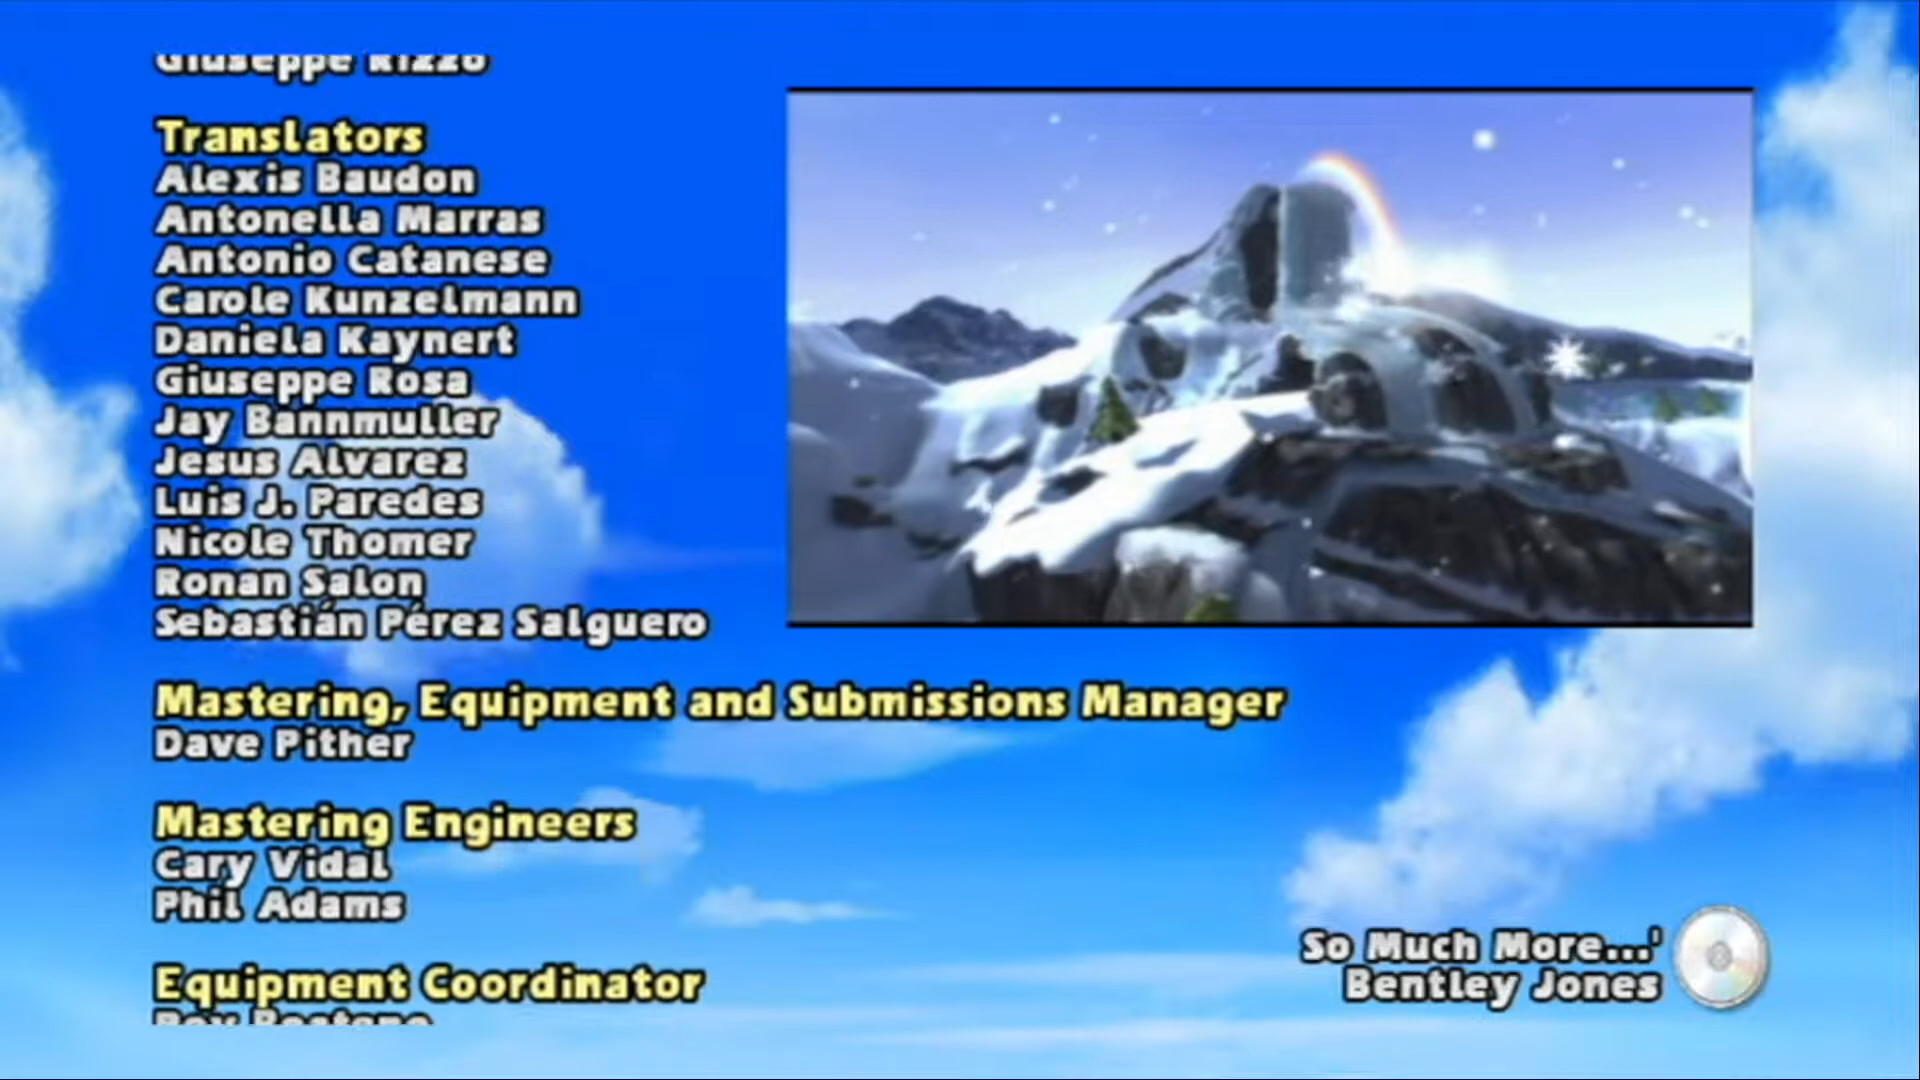 Giuseppe Rizzo
Translators
Alexis Baudon
Antonella Marras
Antonio Catanese
Carole Kunzelmann
Daniela Kaynert
Giuseppe Rosa
Jay Bannmuller
Jesus Alvarez
Luis J. Paredes
Nicole Thomer
Ronan Salon
Sebastián Pérez Salguero
Mastering, Equipment and Submissions Manager
Dave Pither
Mastering Engineers
Cary Vidal
Phil Adams
Equipment Coordinator
So Much More...'
Bentley Jones